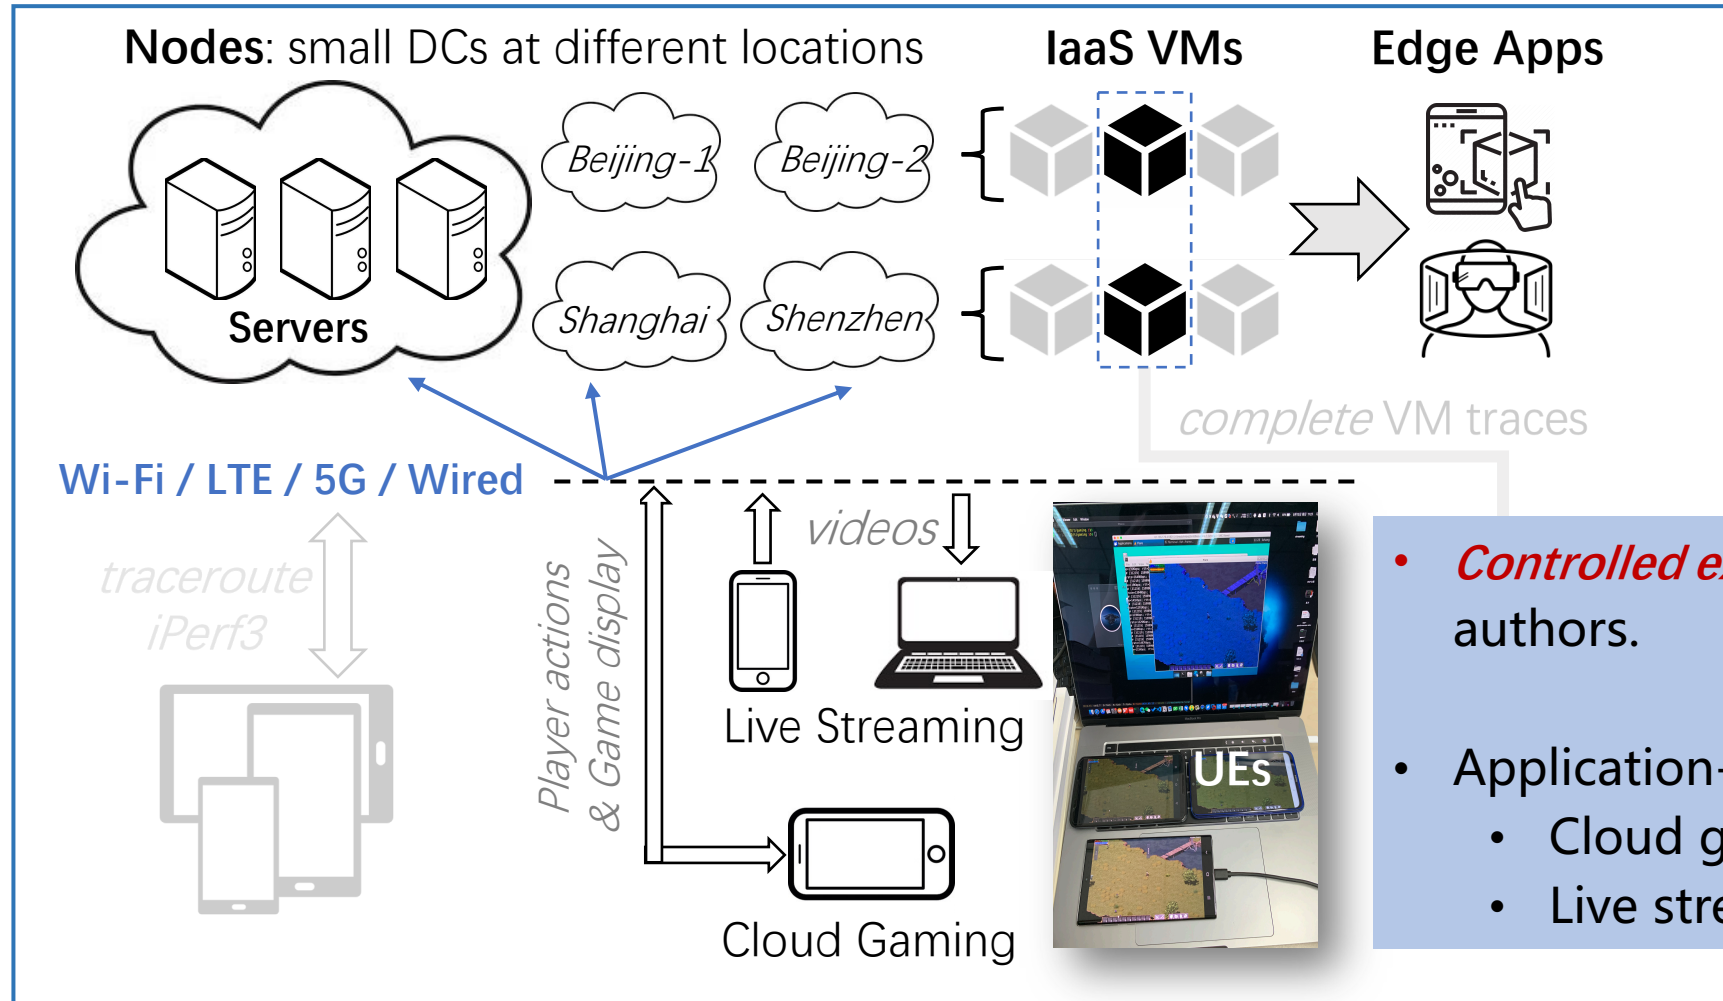 Nodes: small DCs at different locations
IaaS VMs
Edge Apps
Beijing-1
Beijing-2
Servers
Shanghai
Shenzhen
complete VM traces
Wi-Fi / LTE / 5G / Wired
traceroute
iPerf3
Player actions
& Game display
videos
Live Streaming
Cloud Gaming
UEs
• Controlled ex
authors.
• Application-
• Cloud g
• Live stre